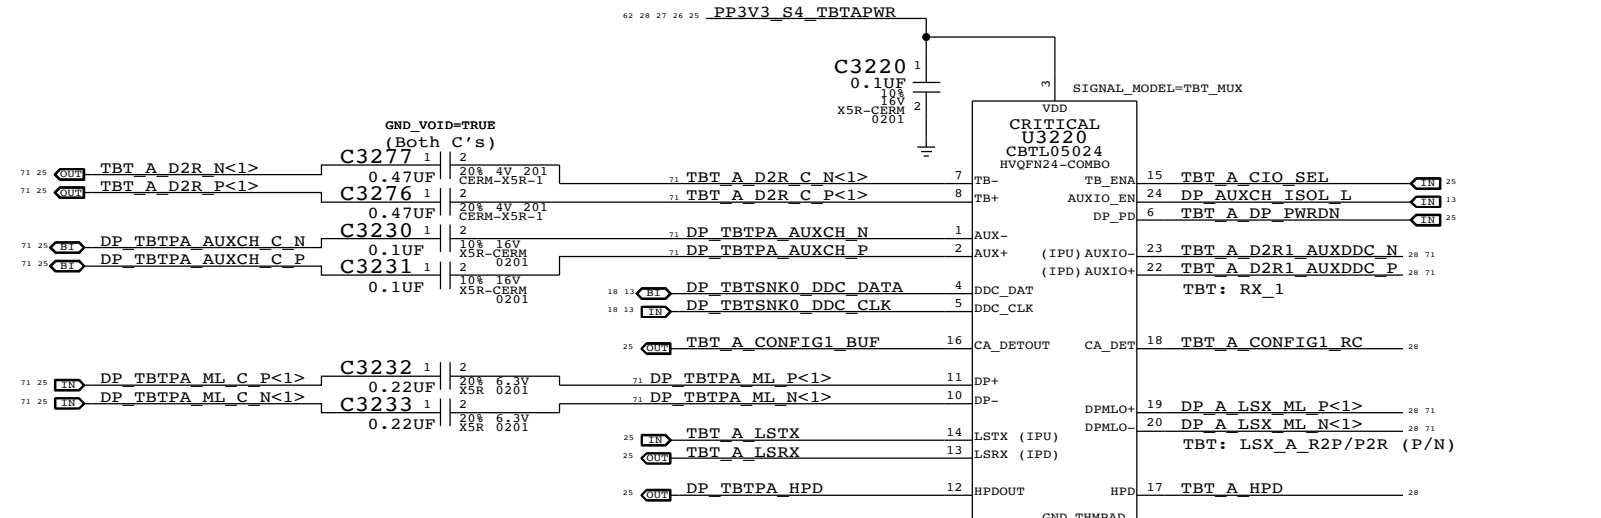 62 28 27 26 25 PP3V3_S4_TBTAPWR
C3220 1
0.1UF
10%
16V
X5R-CERM 2
0201
3
SIGNAL_MODEL=TBT_MUX
VDD
CRITICAL
U3220
CBTL05024
HVQFN24-COMBO
GND_VOID=TRUE
(Both C's)
71 25 OUT TBT_A_D2R_N<1>
C3277 1 2
0.47UF
20% 4V 201
CERM-X5R-1
71 25 OUT TBT_A_D2R_P<1>
C3276 1 2
0.47UF
20% 4V 201
CERM-X5R-1
71 TBT_A_D2R_C_N<1> 7 TB-
71 TBT_A_D2R_C_P<1> 8 TB+
71 25 BI DP_TBTPA_AUXCH_C_N
C3230 1 2
0.1UF
10% 16V
X5R-CERM
0201
71 25 BI DP_TBTPA_AUXCH_C_P
C3231 1 2
0.1UF
10% 16V
X5R-CERM
0201
71 DP_TBTPA_AUXCH_N 1 AUX-
71 DP_TBTPA_AUXCH_P 2 AUX+
18 13 BI DP_TBTSNK0_DDC_DATA 4 DDC_DAT
18 13 IN DP_TBTSNK0_DDC_CLK 5 DDC_CLK
25 OUT TBT_A_CONFIG1_BUF 16 CA_DETOUT
71 25 IN DP_TBTPA_ML_C_P<1>
C3232 1 2
0.22UF
20% 6.3V
X5R 0201
71 25 IN DP_TBTPA_ML_C_N<1>
C3233 1 2
0.22UF
20% 6.3V
X5R 0201
71 DP_TBTPA_ML_P<1> 11 DP+
71 DP_TBTPA_ML_N<1> 10 DP-
25 IN TBT_A_LSTX 14 LSTX (IPU)
25 OUT TBT_A_LSRX 13 LSRX (IPD)
25 OUT DP_TBTPA_HPD 12 HPDOUT
TB_ENA 15 TBT_A_CIO_SEL IN 25
AUXIO_EN 24 DP_AUXCH_ISOL_L IN 13
DP_PD 6 TBT_A_DP_PWRDN IN 25
(IPU) AUXIO- 23 TBT_A_D2R1_AUXDDC_N 28 71
(IPD) AUXIO+ 22 TBT_A_D2R1_AUXDDC_P 28 71
TBT: RX_1
CA_DET 18 TBT_A_CONFIG1_RC 28
DPMLO+ 19 DP_A_LSX_ML_P<1> 28 71
DPMLO- 20 DP_A_LSX_ML_N<1> 28 71
TBT: LSX_A_R2P/P2R (P/N)
HPD 17 TBT_A_HPD 28
GND THMPAD